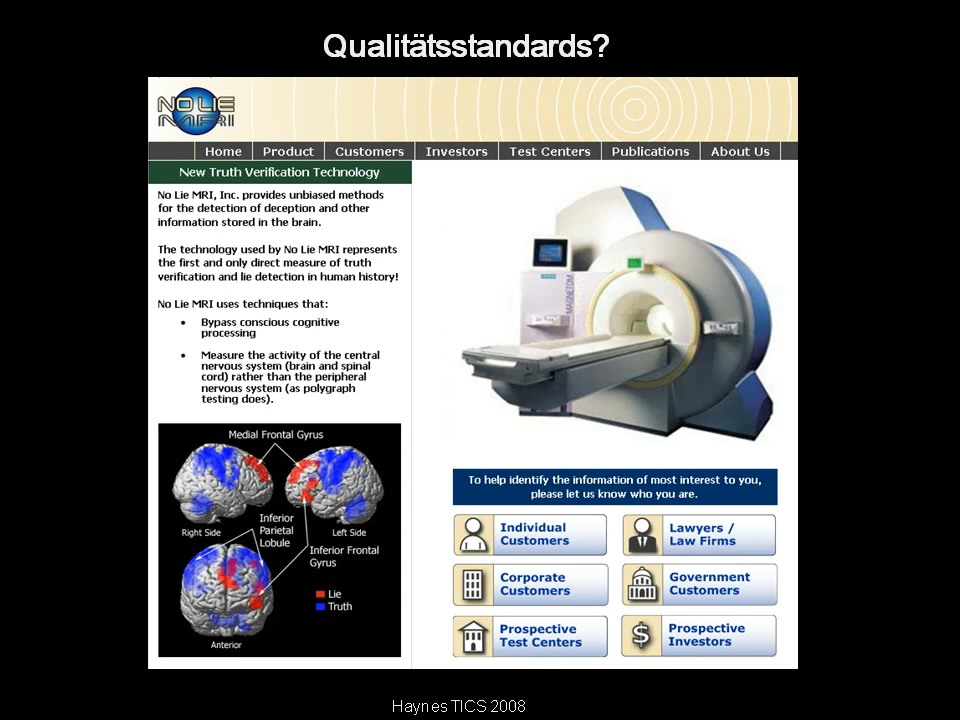 Qualitätsstandards?
NO LIE
MRI
Home
Product
Customers
Investors
Test Centers
Publications
About Us
New Truth Verification Technology
No Lie MRI, Inc. provides unbiased methods
for the detection of deception and other
information stored in the brain.
The technology used by No Lie MRI represents
the first and only direct measure of truth
verification and lie detection in human history!
No Lie MRI uses techniques that:
• Bypass conscious cognitive
processing
• Measure the activity of the central
nervous system (brain and spinal
cord) rather than the peripheral
nervous system (as polygraph
testing does).
Medial Frontal Gyrus
Right Side
Inferior
Parietal
Lobule
Left Side
Inferior Frontal
Gyrus
Lie
Truth
Anterior
MAGNETOM
To help identify the information of most interest to you,
please let us know who you are.
Individual
Customers
Lawyers /
Law Firms
Corporate
Customers
Government
Customers
Prospective
Test Centers
$
Prospective
Investors
Haynes TICS 2008